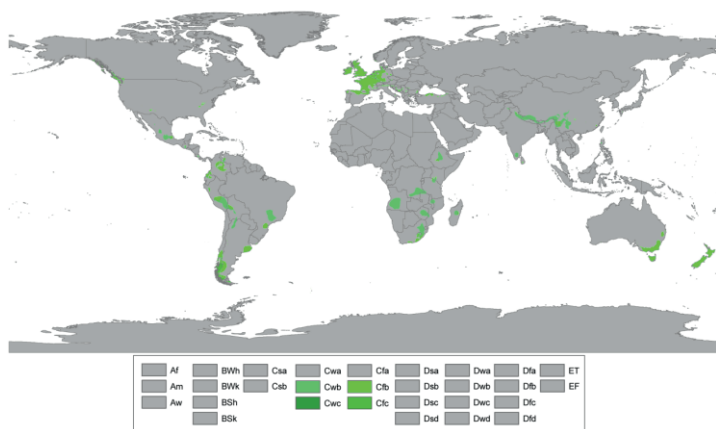 Af BWh Csa Cwa Cfa Dsa Dwa Dfa ET
Am BWk Csb Cwb Cfb Dsb Dwb Dfb EF
Aw BSh Cwc Cfc Dsc Dwc Dfc
BSk Dsd Dwd Dfd